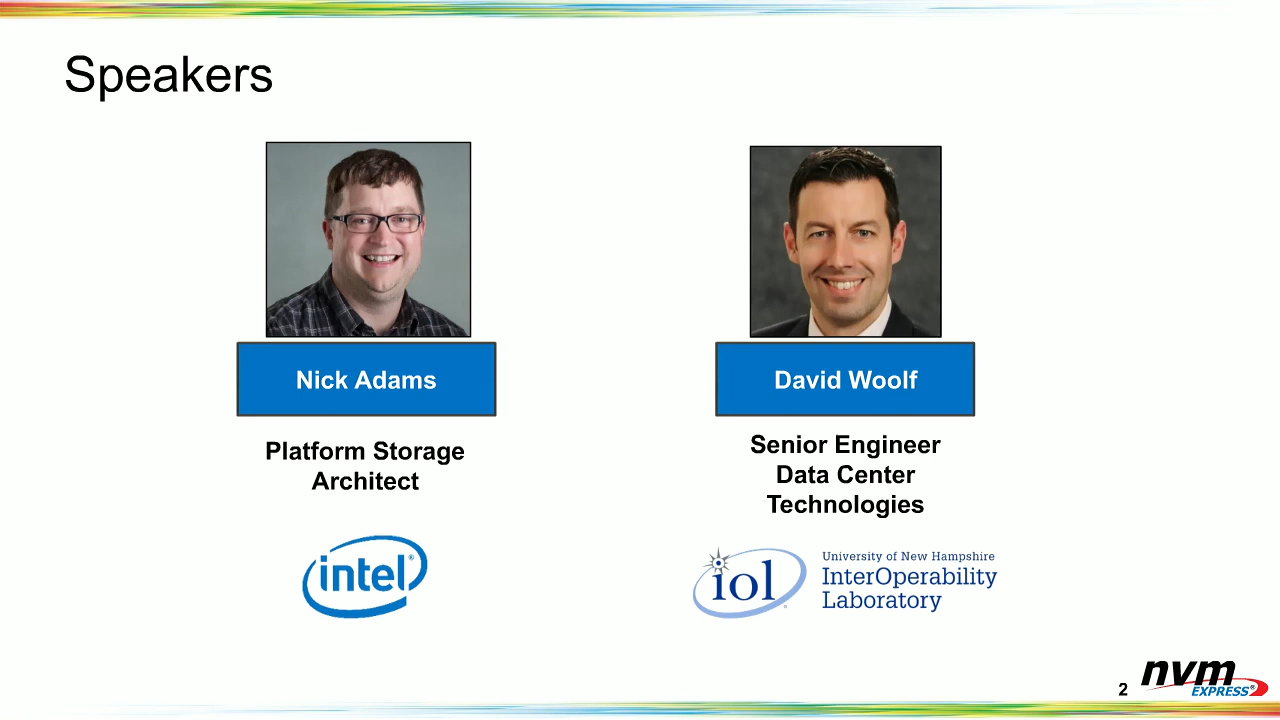 Speakers
Nick Adams
Platform Storage
Architect
intel®
David Woolf
Senior Engineer
Data Center
Technologies
iol®
University of New Hampshire
InterOperability
Laboratory
2
nvm
EXPRESS®